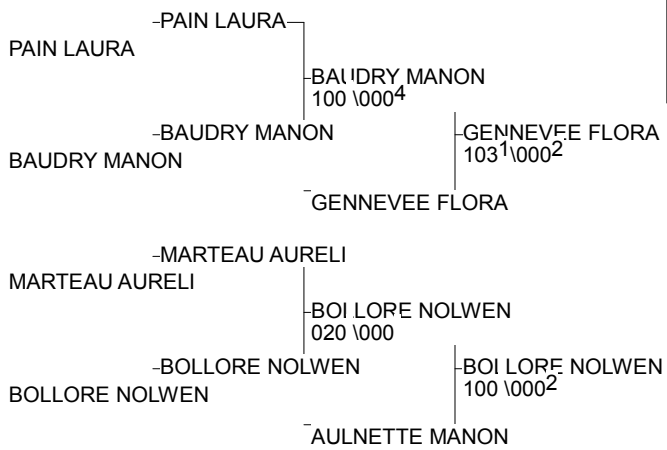 PAIN LAURA
PAIN LAURA
BAUDRY MANON
100 \000⁴
BAUDRY MANON
BAUDRY MANON
GENNEVEE FLORA
103¹\000²
GENNEVEE FLORA
MARTEAU AURELI
MARTEAU AURELI
BOLLORE NOLWEN
020 \000
BOLLORE NOLWEN
BOLLORE NOLWEN
BOLLORE NOLWEN
100 \000²
AULNETTE MANON